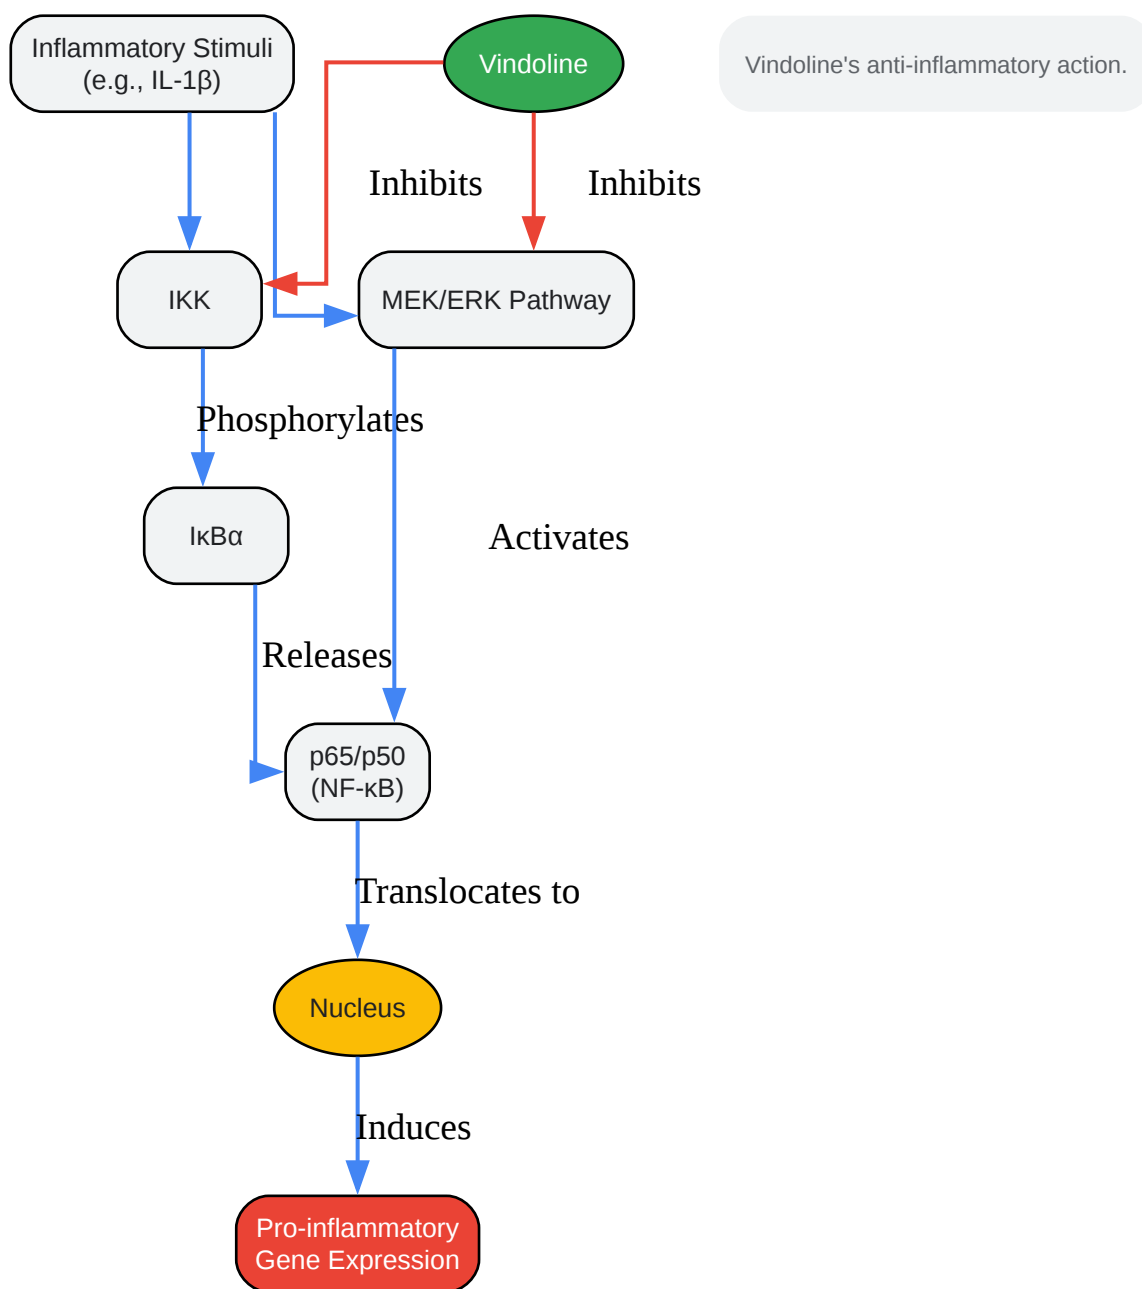 Inflammatory Stimuli
(e.g., IL-1β)
Vindoline
Vindoline's anti-inflammatory action.
Inhibits
Inhibits
IKK
MEK/ERK Pathway
Phosphorylates
IκBα
Activates
Releases
p65/p50
(NF-κB)
Translocates to
Nucleus
Induces
Pro-inflammatory
Gene Expression